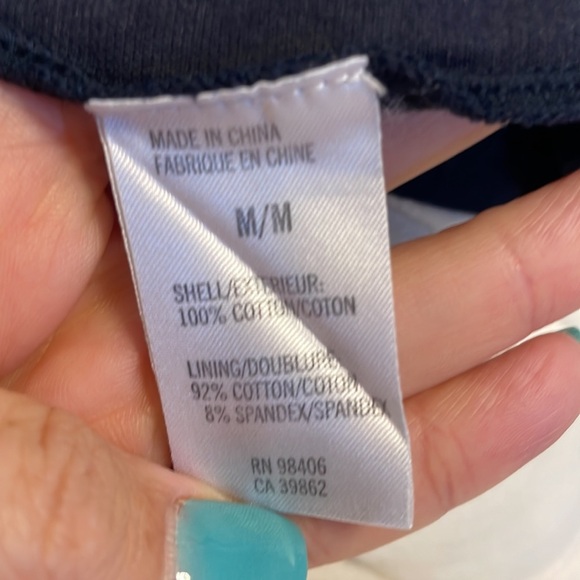 MADE IN CHINA
FABRIQUE EN CHINE
M/M
SHELL/EXTERIEUR:
100% COTTON/COTON
LINING/DOUBLURE:
92% COTTON/COTON
8% SPANDEX/SPANDEX
RN 98406
CA 39862